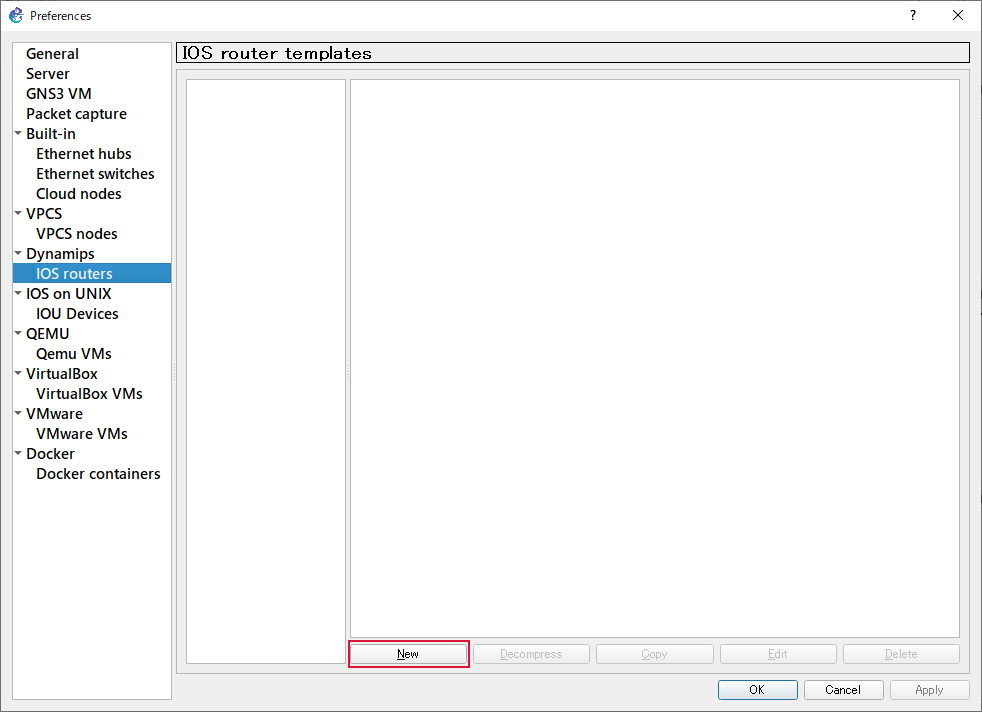 Preferences
?
General
Server
GNS3 VM
Packet capture
Built-in
Ethernet hubs
Ethernet switches
Cloud nodes
VPCS
VPCS nodes
Dynamips
IOS routers
IOS on UNIX
IOU Devices
QEMU
Qemu VMs
VirtualBox
VirtualBox VMs
VMware
VMware VMs
Docker
Docker containers
IOS router templates
New Decompress Copy Edit Delete
OK Cancel Apply